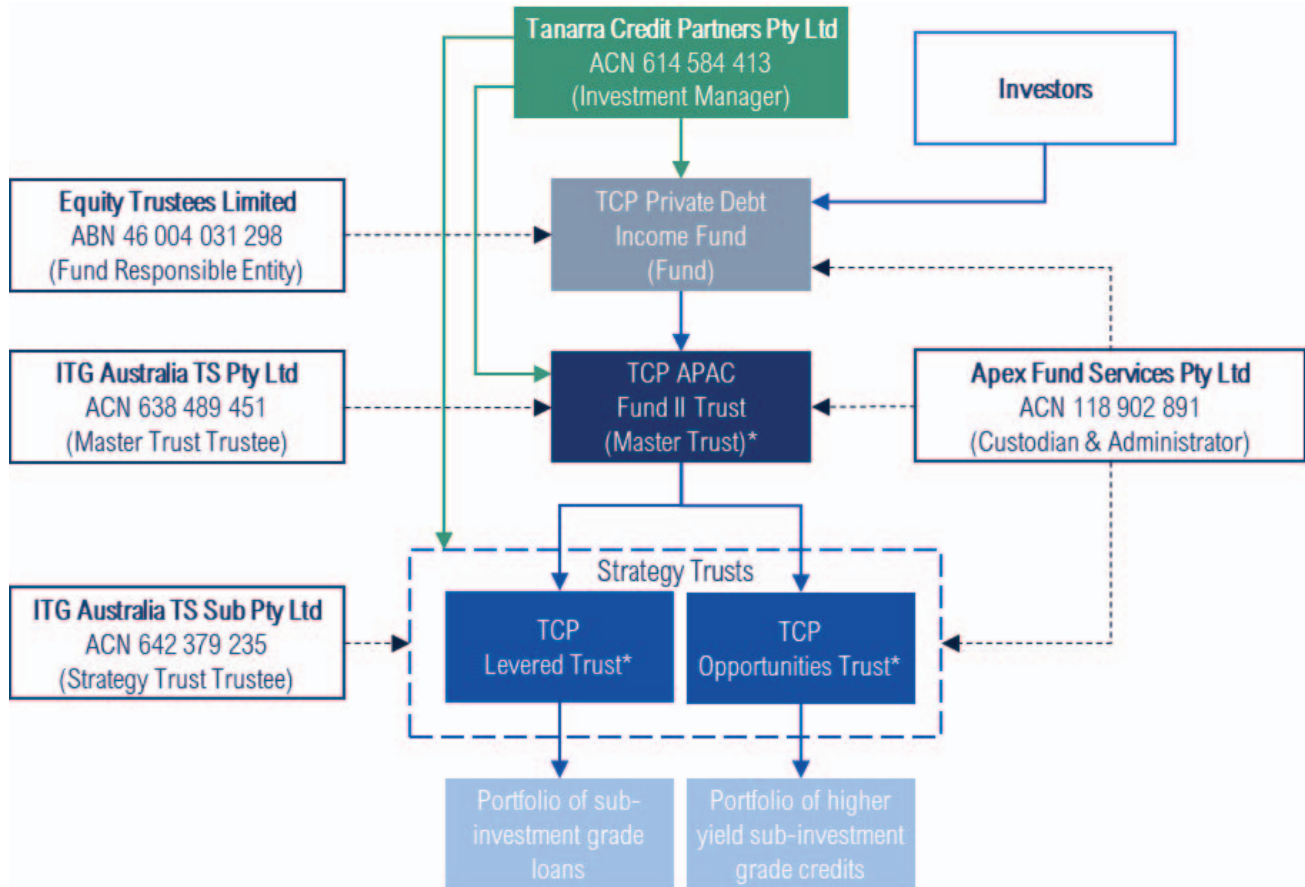 Tanarra Credit Partners Pty Ltd
ACN 614 584 413
(Investment Manager)
Investors
Equity Trustees Limited
ABN 46 004 031 298
(Fund Responsible Entity)
TCP Private Debt
Income Fund
(Fund)
ITG Australia TS Pty Ltd
ACN 638 489 451
(Master Trust Trustee)
TCP APAC
Fund II Trust
(Master Trust)*
Apex Fund Services Pty Ltd
ACN 118 902 891
(Custodian & Administrator)
Strategy Trusts
ITG Australia TS Sub Pty Ltd
ACN 642 379 235
(Strategy Trust Trustee)
TCP
Levered Trust*
TCP
Opportunities Trust*
Portfolio of sub-
investment grade
loans
Portfolio of higher
yield sub-investment
grade credits